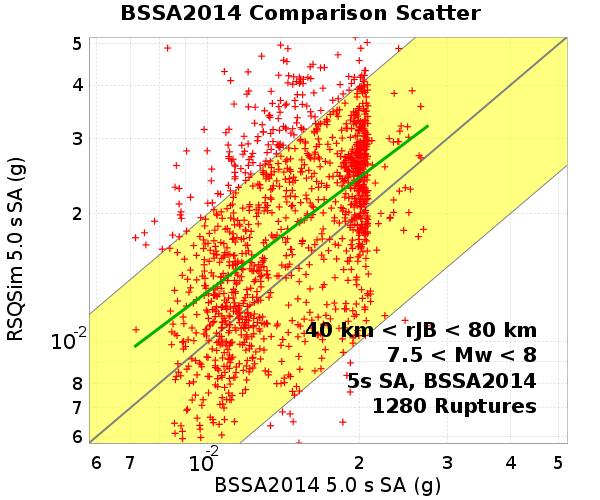 BSSA2014 Comparison Scatter
RSQSim 5.0 s SA (g)
5
4
3
2
10⁻²
8
7
6
40 km < rJB < 80 km
7.5 < Mw < 8
5s SA, BSSA2014
1280 Ruptures
6 7 10⁻² 2 3 4 5
BSSA2014 5.0 s SA (g)